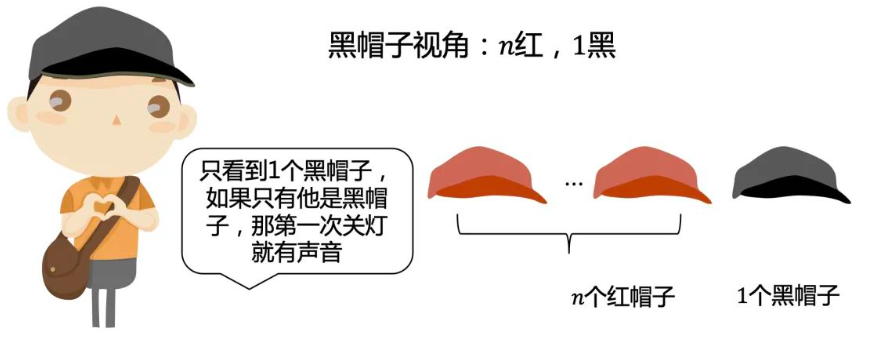 黑帽子视角：n红，1黑
只看到1个黑帽子，
如果只有他是黑帽
子，那第一次关灯
就有声音
...
n个红帽子
1个黑帽子